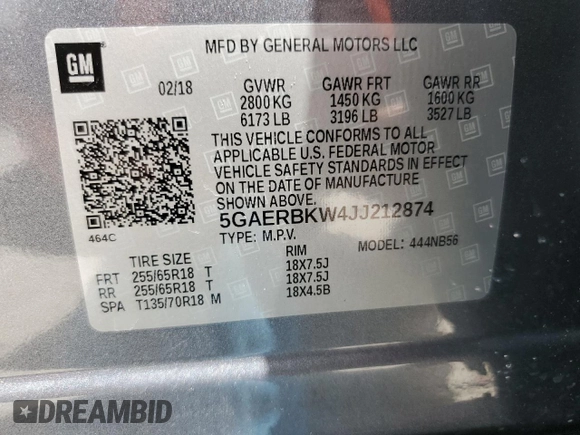 GM
MFD BY GENERAL MOTORS LLC
02/18 GVWR GAWR FRT GAWR RR
2800 KG 1450 KG 1600 KG
6173 LB 3196 LB 3527 LB
THIS VEHICLE CONFORMS TO ALL
APPLICABLE U.S. FEDERAL MOTOR
VEHICLE SAFETY STANDARDS IN EFFECT
ON THE DATE OF MANUFACTURE
SHOWN ABOVE.
464C
5GAERBKW4JJ212874
TYPE: M.P.V. MODEL: 444NB56
TIRE SIZE RIM
FRT 255/65R18 T 18X7.5J
RR 255/65R18 T 18X7.5J
SPA T135/70R18 M 18X4.5B
DREAMBID